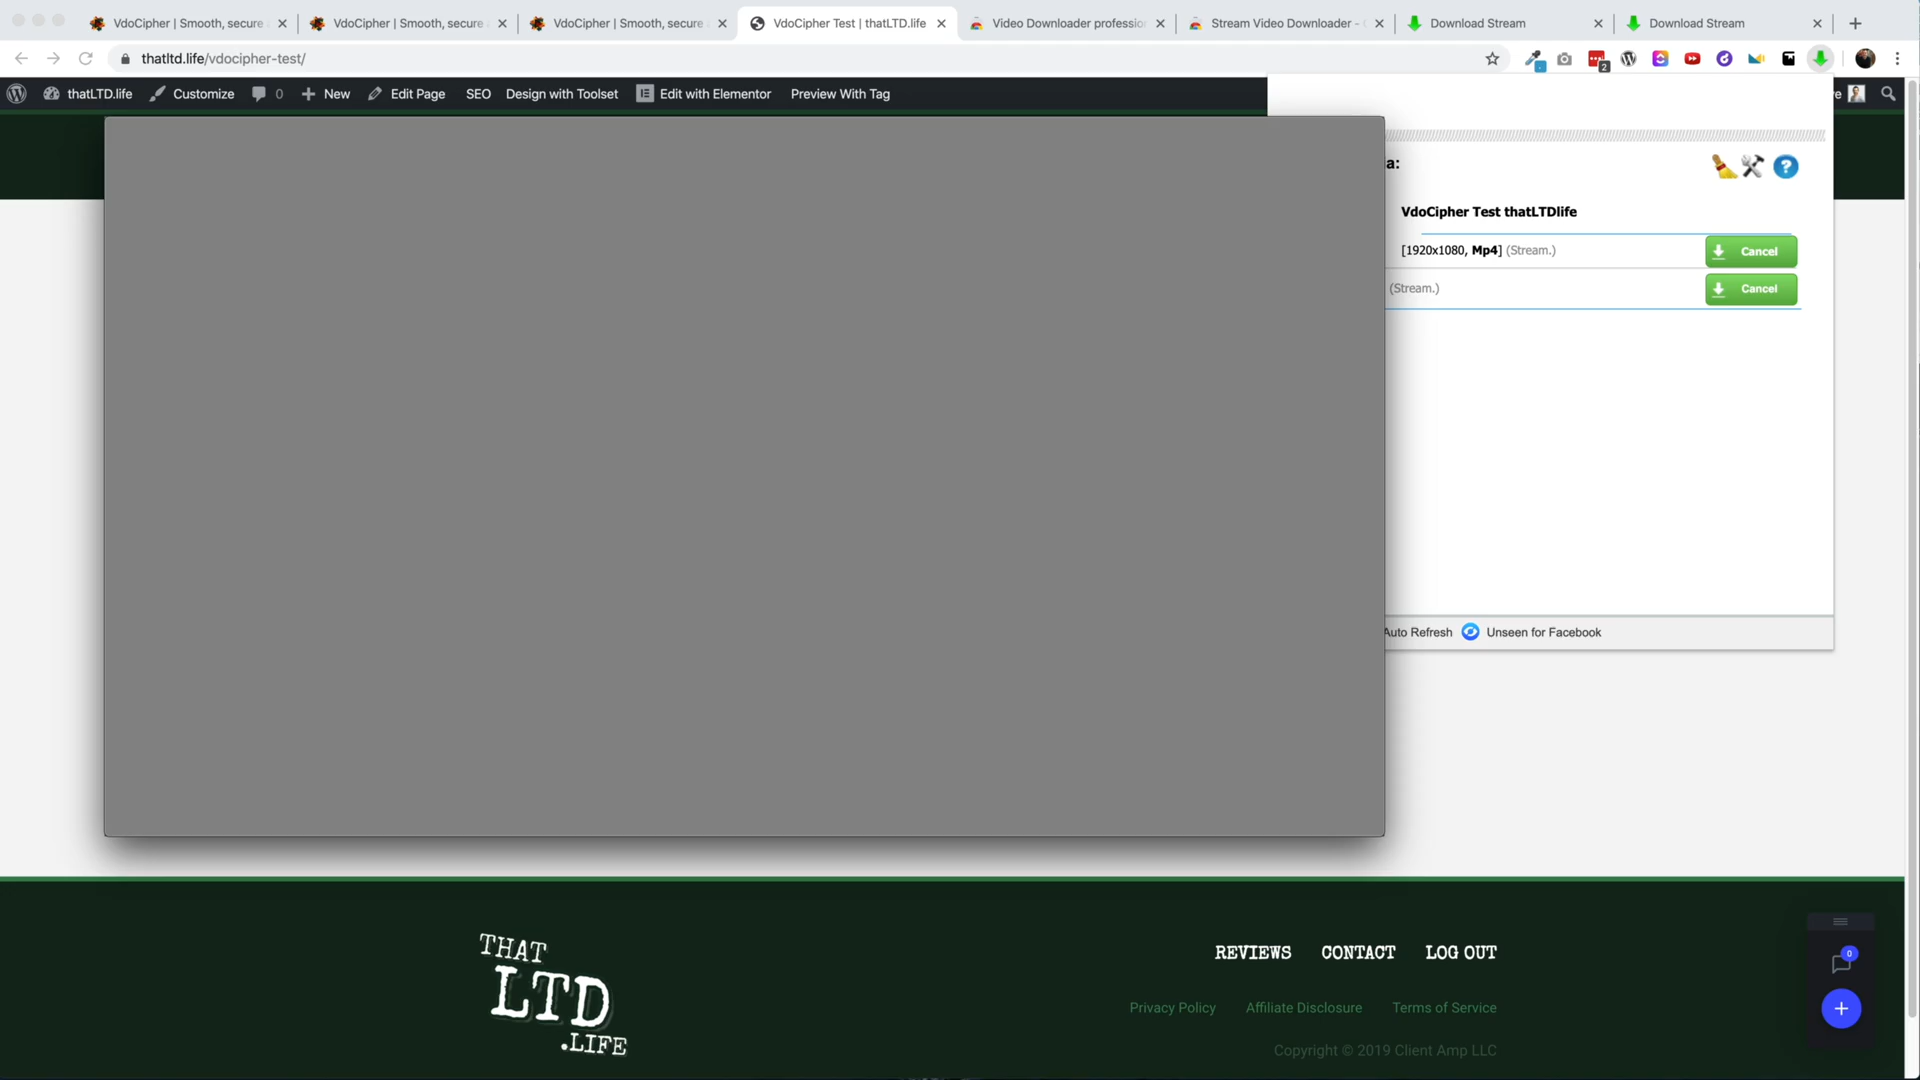 VdoCipher | Smooth, secure
VdoCipher | Smooth, secure
VdoCipher | Smooth, secure
VdoCipher Test | thatLTD.life
Video Downloader profession
Stream Video Downloader -
Download Stream
Download Stream
thatltd.life/vdocipher-test/
2
thatLTD.life
Customize
0
New
Edit Page
SEO
Design with Toolset
Edit with Elementor
Preview With Tag
re
a:
?
VdoCipher Test thatLTDlife
[1920x1080, Mp4] (Stream.)
Cancel
(Stream.)
Cancel
Auto Refresh
Unseen for Facebook
THAT
LTD
.LIFE
REVIEWS
CONTACT
LOG OUT
Privacy Policy
Affiliate Disclosure
Terms of Service
Copyright © 2019 Client Amp LLC
0